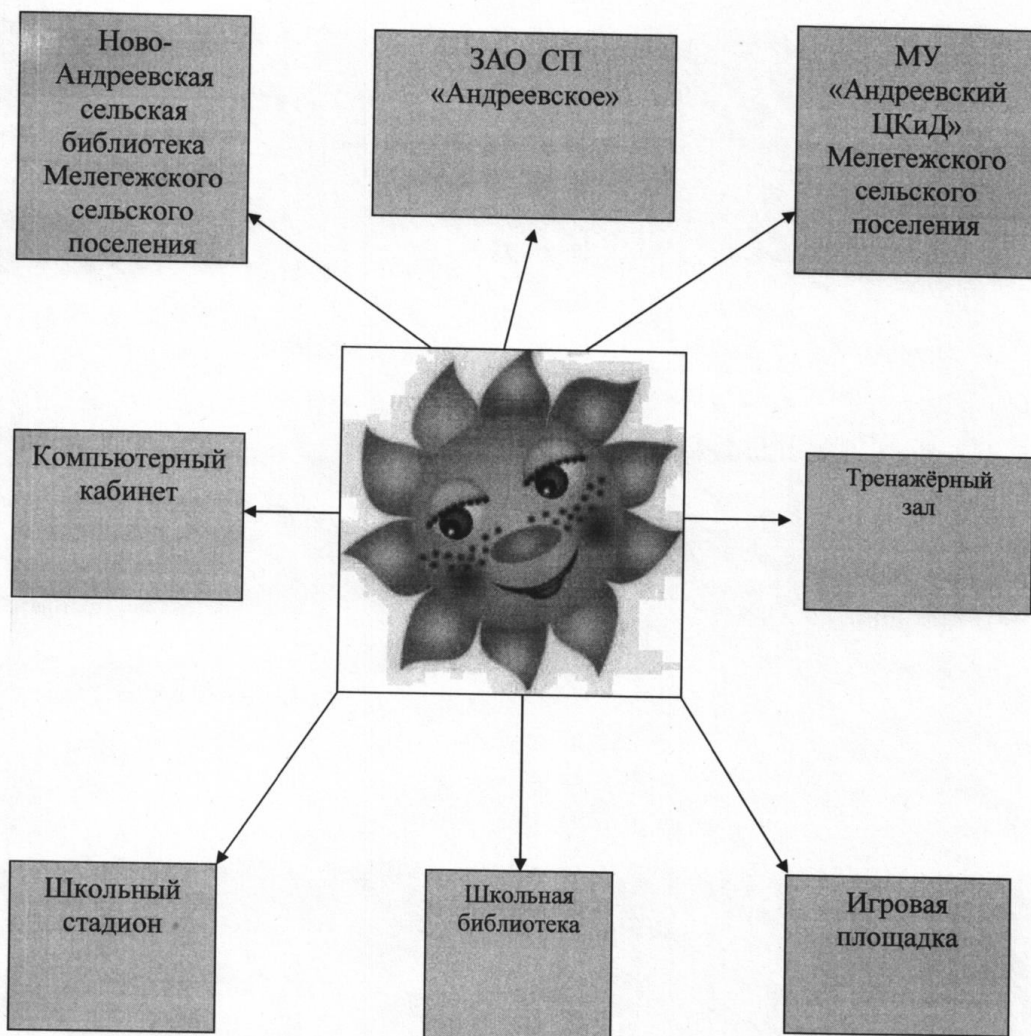 Ново-
Андреевская
сельская
библиотека
Мелегежского
сельского
поселения
ЗАО СП
«Андреевское»
МУ
«Андреевский
ЦКиД»
Мелегежского
сельского
поселения
Компьютерный
кабинет
Тренажёрный
зал
Школьный
стадион
Школьная
библиотека
Игровая
площадка